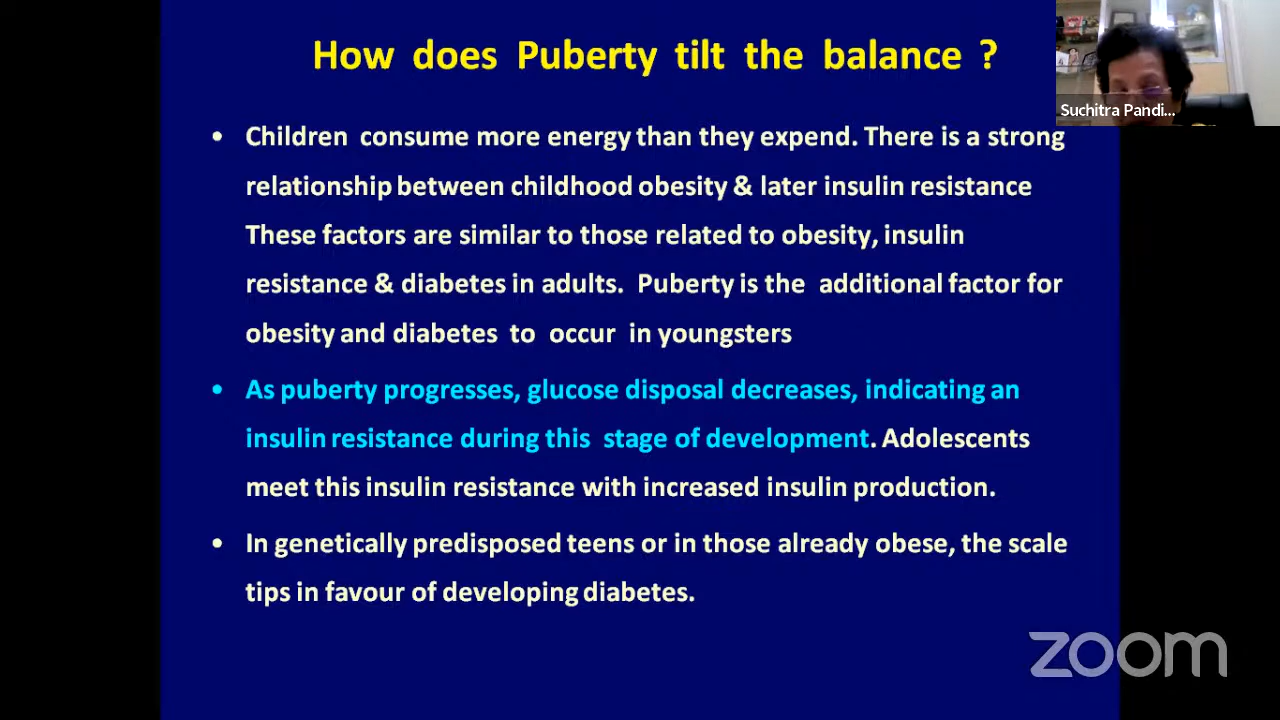 How does Puberty tilt the balance ?
Suchitra Pandi...
• Children consume more energy than they expend. There is a strong
relationship between childhood obesity & later insulin resistance
These factors are similar to those related to obesity, insulin
resistance & diabetes in adults. Puberty is the additional factor for
obesity and diabetes to occur in youngsters
• As puberty progresses, glucose disposal decreases, indicating an
insulin resistance during this stage of development. Adolescents
meet this insulin resistance with increased insulin production.
• In genetically predisposed teens or in those already obese, the scale
tips in favour of developing diabetes.
zoom